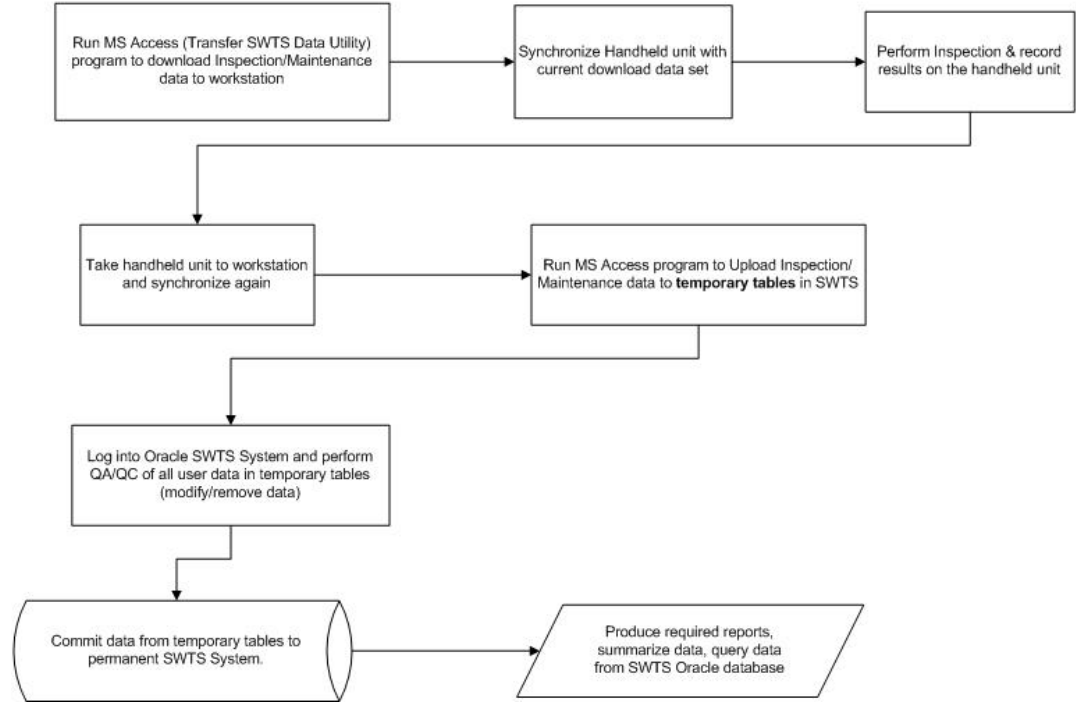 Run MS Access (Transfer SWTS Data Utility)
program to download Inspection/Maintenance
data to workstation
Synchronize Handheld unit with
current download data set
Perform Inspection & record
results on the handheld unit
Take handheld unit to workstation
and synchronize again
Run MS Access program to Upload Inspection/
Maintenance data to temporary tables in SWTS
Log into Oracle SWTS System and perform
QA/QC of all user data in temporary tables
(modify/remove data)
Commit data from temporary tables to
permanent SWTS System.
Produce required reports,
summarize data, query data
from SWTS Oracle database